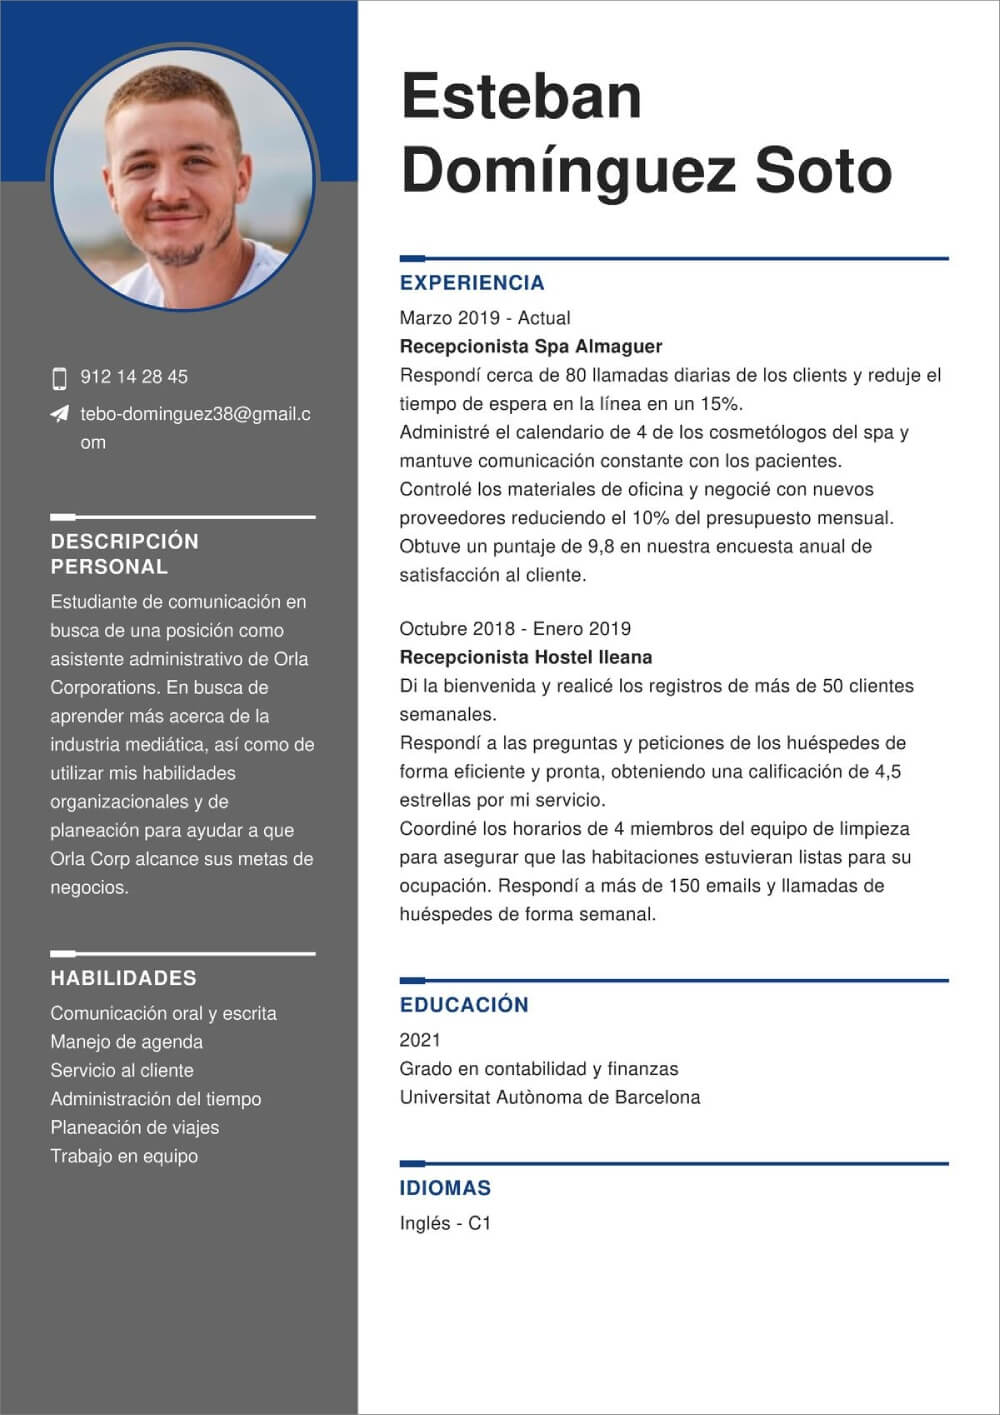 Esteban
Domínguez Soto
912 14 28 45
tebo-dominguez38@gmail.c
om
DESCRIPCIÓN
PERSONAL
Estudiante de comunicación en
busca de una posición como
asistente administrativo de Orla
Corporations. En busca de
aprender más acerca de la
industria mediática, así como de
utilizar mis habilidades
organizacionales y de
planeación para ayudar a que
Orla Corp alcance sus metas de
negocios.
HABILIDADES
Comunicación oral y escrita
Manejo de agenda
Servicio al cliente
Administración del tiempo
Planeación de viajes
Trabajo en equipo
EXPERIENCIA
Marzo 2019 - Actual
Recepcionista Spa Almaguer
Respondí cerca de 80 llamadas diarias de los clients y reduje el
tiempo de espera en la línea en un 15%.
Administré el calendario de 4 de los cosmetólogos del spa y
mantuve comunicación constante con los pacientes.
Controlé los materiales de oficina y negocié con nuevos
proveedores reduciendo el 10% del presupuesto mensual.
Obtuve un puntaje de 9,8 en nuestra encuesta anual de
satisfacción al cliente.
Octubre 2018 - Enero 2019
Recepcionista Hostel Ileana
Di la bienvenida y realicé los registros de más de 50 clientes
semanales.
Respondí a las preguntas y peticiones de los huéspedes de
forma eficiente y pronta, obteniendo una calificación de 4,5
estrellas por mi servicio.
Coordiné los horarios de 4 miembros del equipo de limpieza
para asegurar que las habitaciones estuvieran listas para su
ocupación. Respondí a más de 150 emails y llamadas de
huéspedes de forma semanal.
EDUCACIÓN
2021
Grado en contabilidad y finanzas
Universitat Autònoma de Barcelona
IDIOMAS
Inglés - C1